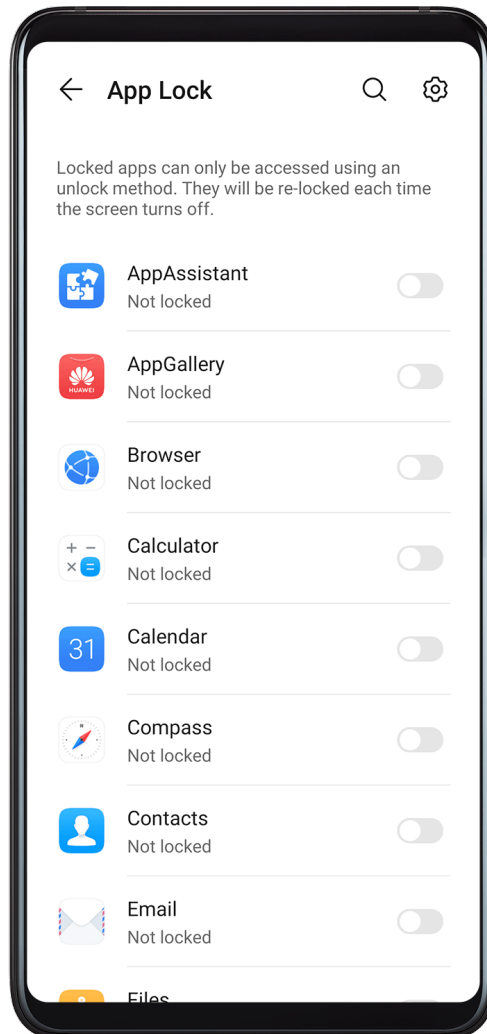 App Lock
Locked apps can only be accessed using an
unlock method. They will be re-locked each time
the screen turns off.
AppAssistant
Not locked
AppGallery
Not locked
HUAWEI
Browser
Not locked
Calculator
Not locked
Calendar
Not locked
31
Compass
Not locked
N
Contacts
Not locked
Email
Not locked
Files